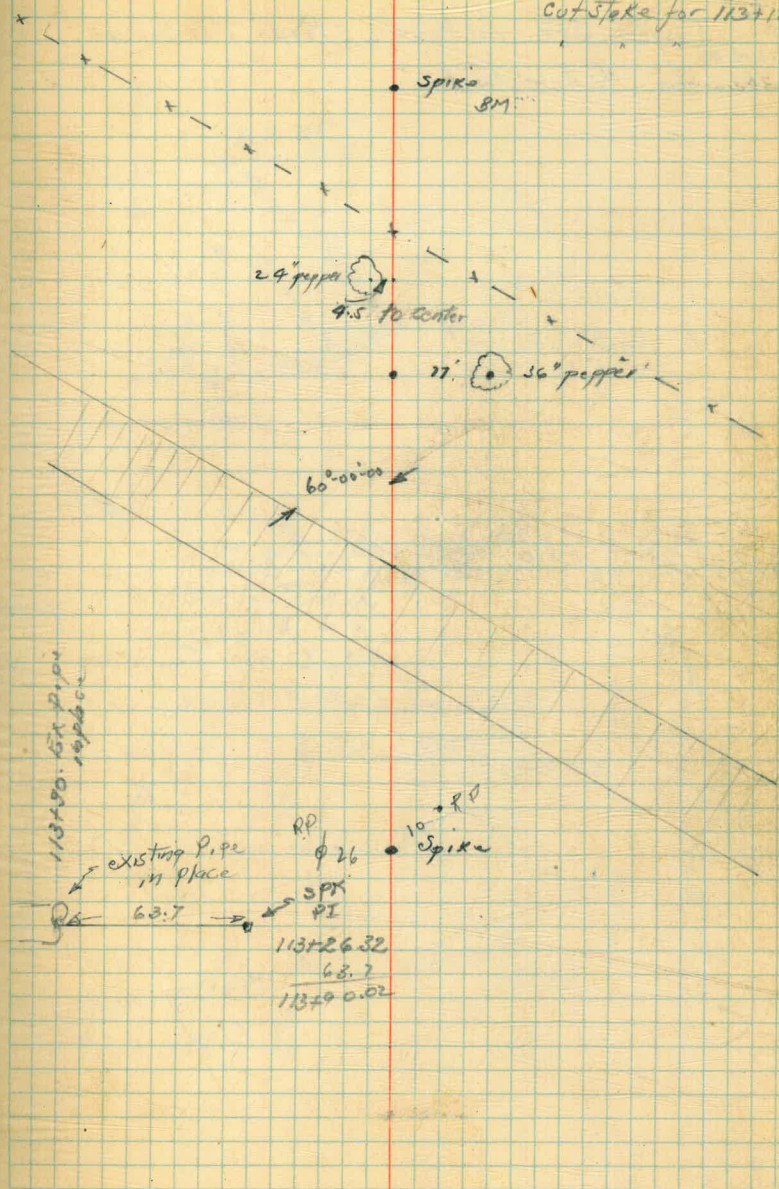 cut stake for 113+1
" " "
Spike
BM
24" pepper
4.5 to center
77' 36" pepper
60°-00'-00
113+90. Ex Pipe
in place
RP
10
Spike
RP
φ 26
existing Pipe
in place
SPK
PI
63.7
113+26 32
63.7
113+90.02